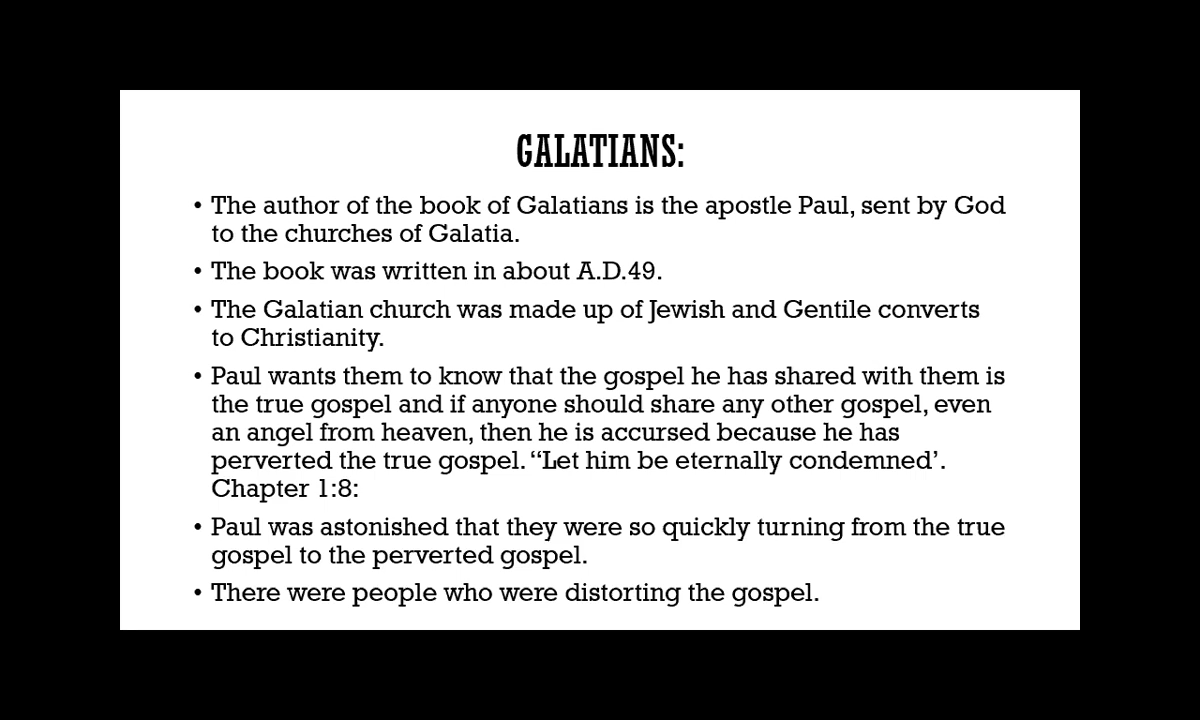 GALATIANS:
• The author of the book of Galatians is the apostle Paul, sent by God
to the churches of Galatia.
• The book was written in about A.D.49.
• The Galatian church was made up of Jewish and Gentile converts
to Christianity.
• Paul wants them to know that the gospel he has shared with them is
the true gospel and if anyone should share any other gospel, even
an angel from heaven, then he is accursed because he has
perverted the true gospel. “Let him be eternally condemned’.
Chapter 1:8:
• Paul was astonished that they were so quickly turning from the true
gospel to the perverted gospel.
• There were people who were distorting the gospel.